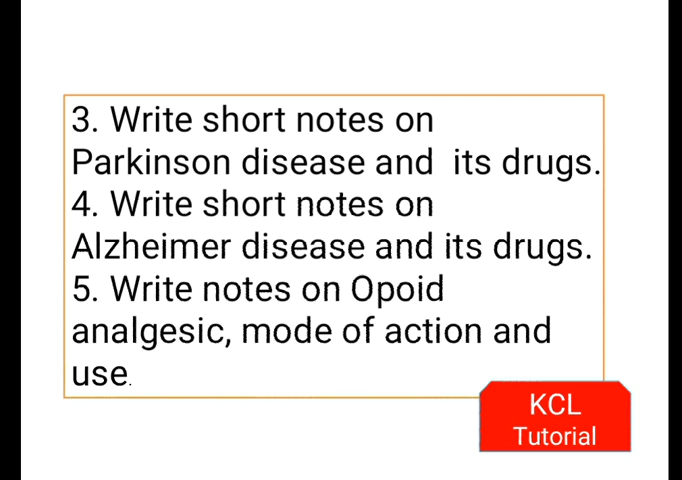 3. Write short notes on
Parkinson disease and its drugs.
4. Write short notes on
Alzheimer disease and its drugs.
5. Write notes on Opoid
analgesic, mode of action and
use.
KCL
Tutorial